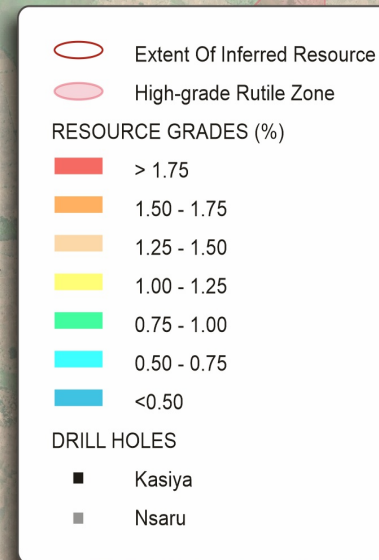 Extent Of Inferred Resource
High-grade Rutile Zone
RESOURCE GRADES (%)
> 1.75
1.50 - 1.75
1.25 - 1.50
1.00 - 1.25
0.75 - 1.00
0.50 - 0.75
<0.50
DRILL HOLES
Kasiya
Nsaru